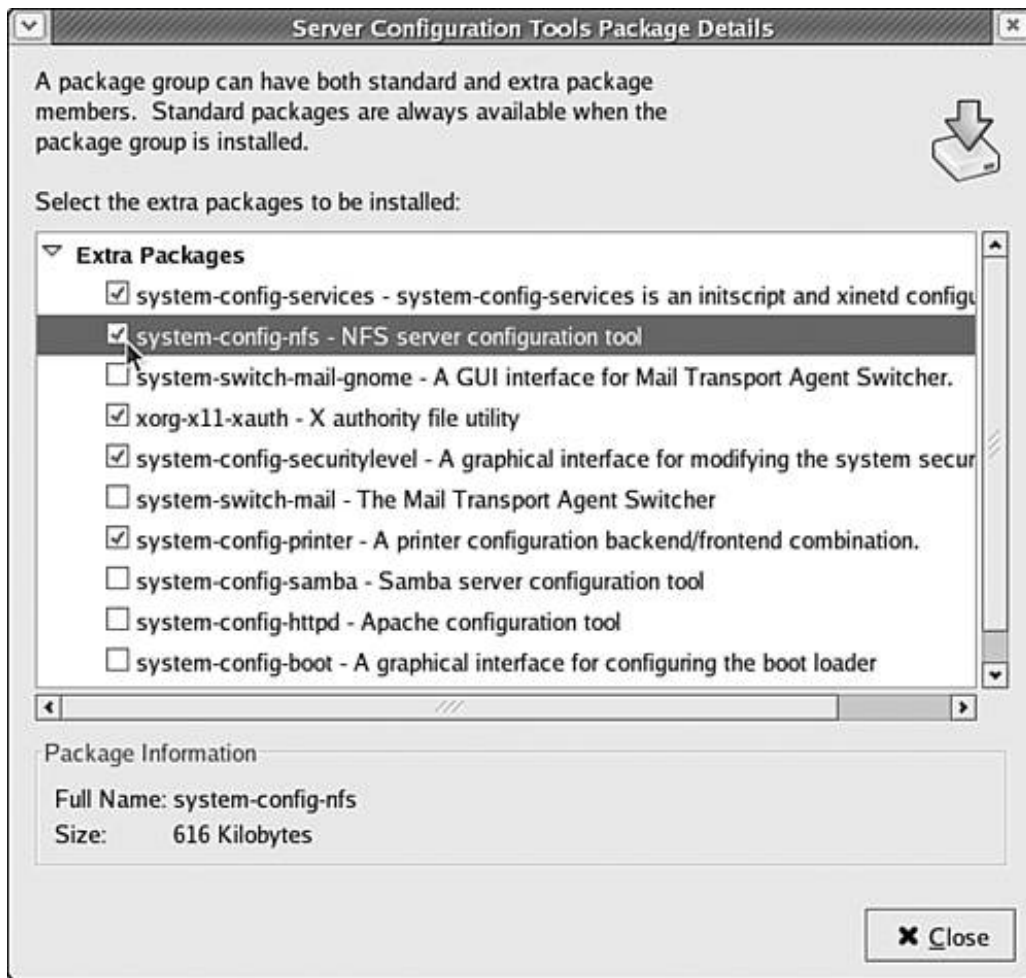 Server Configuration Tools Package Details
A package group can have both standard and extra package
members. Standard packages are always available when the
package group is installed.
Select the extra packages to be installed:
Extra Packages
system-config-services - system-config-services is an initscript and xinetd configu
system-config-nfs - NFS server configuration tool
system-switch-mail-gnome - A GUI interface for Mail Transport Agent Switcher.
xorg-x11-xauth - X authority file utility
system-config-securitylevel - A graphical interface for modifying the system secur
system-switch-mail - The Mail Transport Agent Switcher
system-config-printer - A printer configuration backend/frontend combination.
system-config-samba - Samba server configuration tool
system-config-httpd - Apache configuration tool
system-config-boot - A graphical interface for configuring the boot loader
Package Information
Full Name: system-config-nfs
Size: 616 Kilobytes
Close